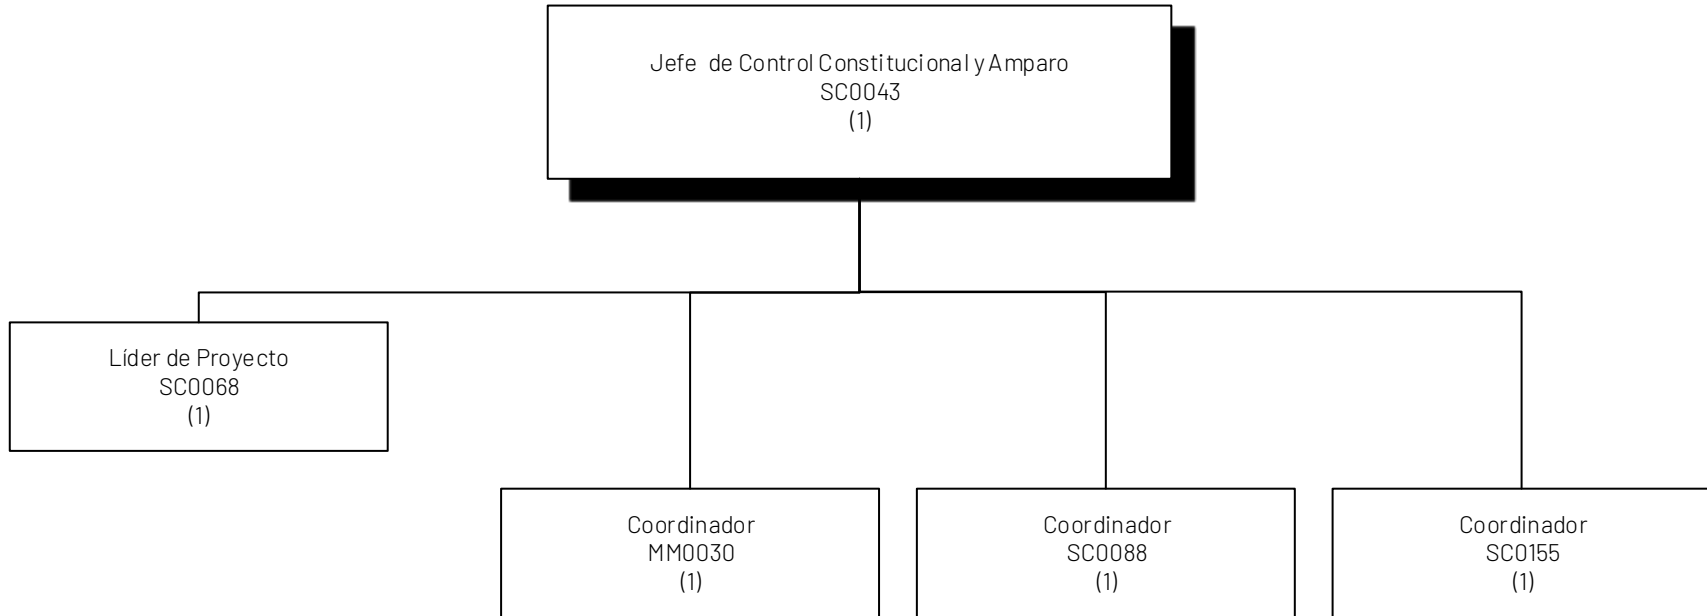 Jefe de Control Constitucional y Amparo
SC0043
(1)
Líder de Proyecto
SC0068
(1)
Coordinador
MM0030
(1)
Coordinador
SC0088
(1)
Coordinador
SC0155
(1)